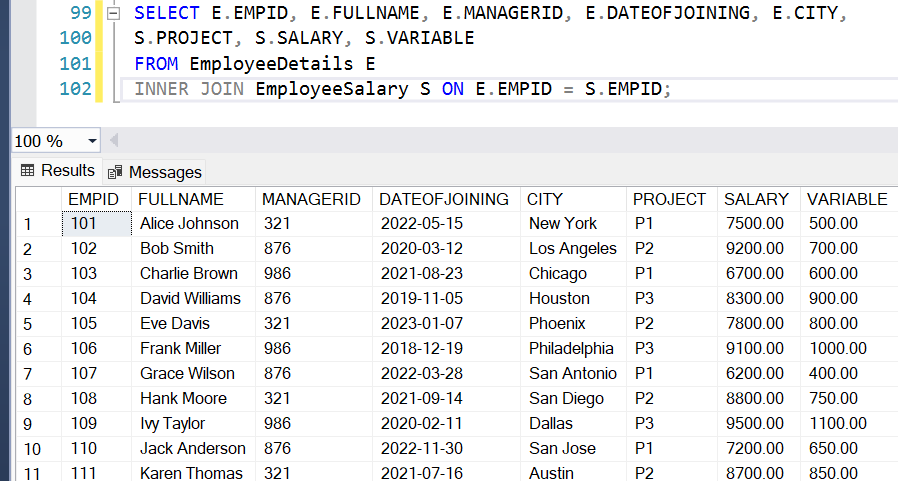 99 SELECT E.EMPID, E.FULLNAME, E.MANAGERID, E.DATEOFJOINING, E.CITY,
100 S.PROJECT, S.SALARY, S.VARIABLE
101 FROM EmployeeDetails E
102 INNER JOIN EmployeeSalary S ON E.EMPID = S.EMPID;
100 %
Results Messages
EMPID FULLNAME MANAGERID DATEOFJOINING CITY PROJECT SALARY VARIABLE
1 101 Alice Johnson 321 2022-05-15 New York P1 7500.00 500.00
2 102 Bob Smith 876 2020-03-12 Los Angeles P2 9200.00 700.00
3 103 Charlie Brown 986 2021-08-23 Chicago P1 6700.00 600.00
4 104 David Williams 876 2019-11-05 Houston P3 8300.00 900.00
5 105 Eve Davis 321 2023-01-07 Phoenix P2 7800.00 800.00
6 106 Frank Miller 986 2018-12-19 Philadelphia P3 9100.00 1000.00
7 107 Grace Wilson 876 2022-03-28 San Antonio P1 6200.00 400.00
8 108 Hank Moore 321 2021-09-14 San Diego P2 8800.00 750.00
9 109 Ivy Taylor 986 2020-02-11 Dallas P3 9500.00 1100.00
10 110 Jack Anderson 876 2022-11-30 San Jose P1 7200.00 650.00
11 111 Karen Thomas 321 2021-07-16 Austin P2 8700.00 850.00